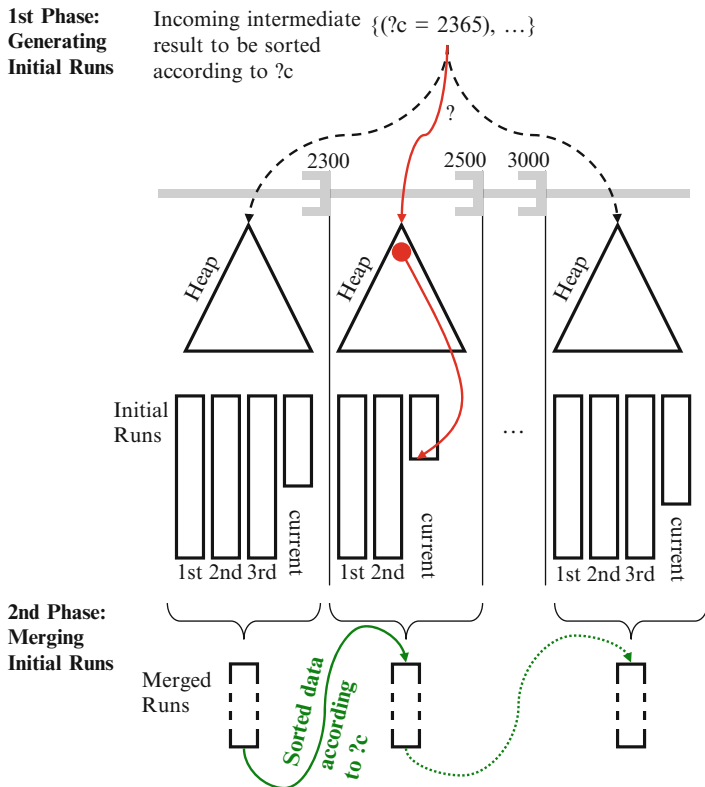 1st Phase:
Generating
Initial Runs
Incoming intermediate
result to be sorted
according to ?c
{(?c = 2365), …}
?
2300
2500
3000
Heap
Heap
Heap
Initial
Runs
…
1st 2nd 3rd current
1st 2nd current
1st 2nd 3rd current
2nd Phase:
Merging
Initial Runs
Merged
Runs
Sorted data
according
to ?c